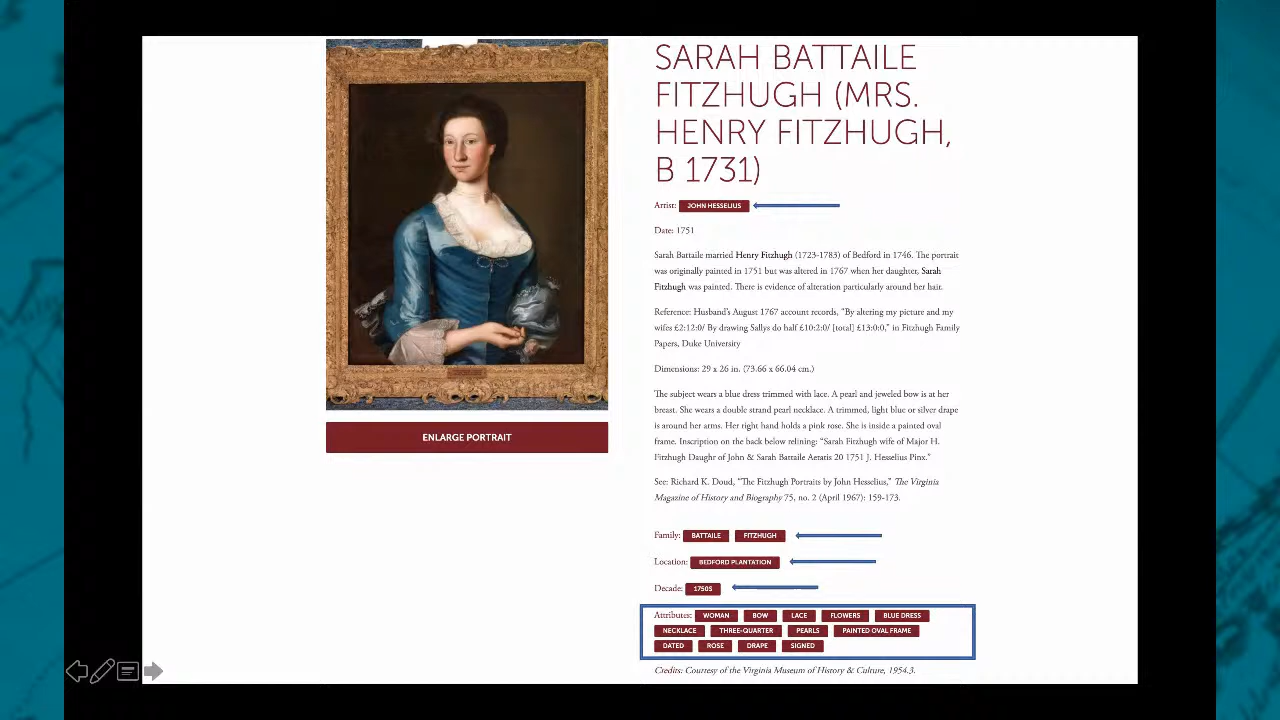 SARAH BATTAILE
FITZHUGH (MRS.
HENRY FITZHUGH,
B 1731)
Artist: JOHN HESSELIUS
Date: 1751
Sarah Battaile married Henry Fitzhugh (1723-1783) of Bedford in 1746. The portrait
was originally painted in 1751 but was altered in 1767 when her daughter, Sarah
Fitzhugh was painted. There is evidence of alteration particularly around her hair.
Reference: Husband's August 1767 account records, "By altering my picture and my
wifes £2:12:0/ By drawing Sallys do half £10:2:0/ [total] £13:0:0," in Fitzhugh Family
Papers, Duke University
Dimensions: 29 x 26 in. (73.66 x 66.04 cm.)
The subject wears a blue dress trimmed with lace. A pearl and jeweled bow is at her
breast. She wears a double strand pearl necklace. A trimmed, light blue or silver drape
is around her arms. Her right hand holds a pink rose. She is inside a painted oval
frame. Inscription on the back below relining: "Sarah Fitzhugh wife of Major H.
Fitzhugh Daughr of John & Sarah Battaile Aetatis 20 1751 J. Hesselius Pinx."
See: Richard K. Doud, "The Fitzhugh Portraits by John Hesselius," The Virginia
Magazine of History and Biography 75, no. 2 (April 1967): 159-173.
ENLARGE PORTRAIT
Family: BATTAILE FITZHUGH
Location: BEDFORD PLANTATION
Decade: 1750S
Attributes: WOMAN BOW LACE FLOWERS BLUE DRESS
NECKLACE THREE-QUARTER PEARLS PAINTED OVAL FRAME
DATED ROSE DRAPE SIGNED
Credits: Courtesy of the Virginia Museum of History & Culture, 1954.3.